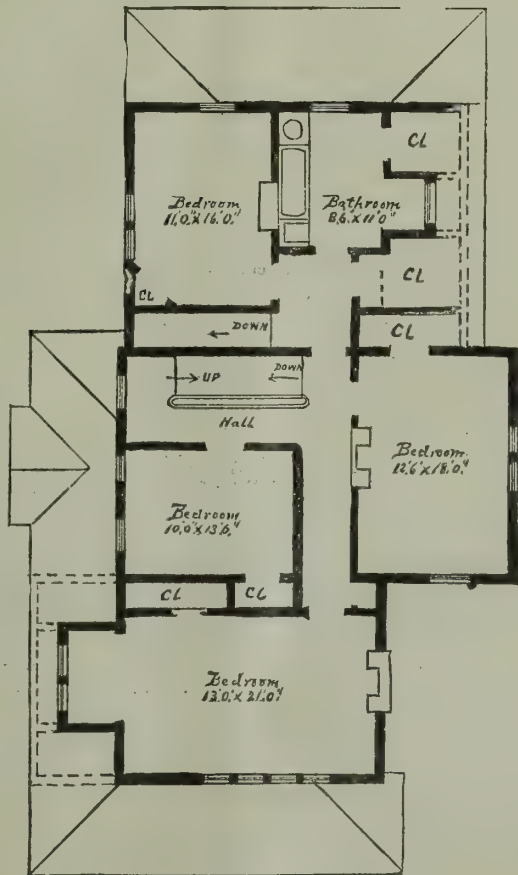 CL
Bedroom
11'.0".X 16'.0".
Bathroom
8'.6".X 11'.0"
CL
CL
DOWN
CL
UP
DOWN
Hall
Bedroom
12'.6"X 18'.0".
Bedroom
10'.0"X 13'.6".
CL
CL
Bedroom
13'.0".X 21'.0".